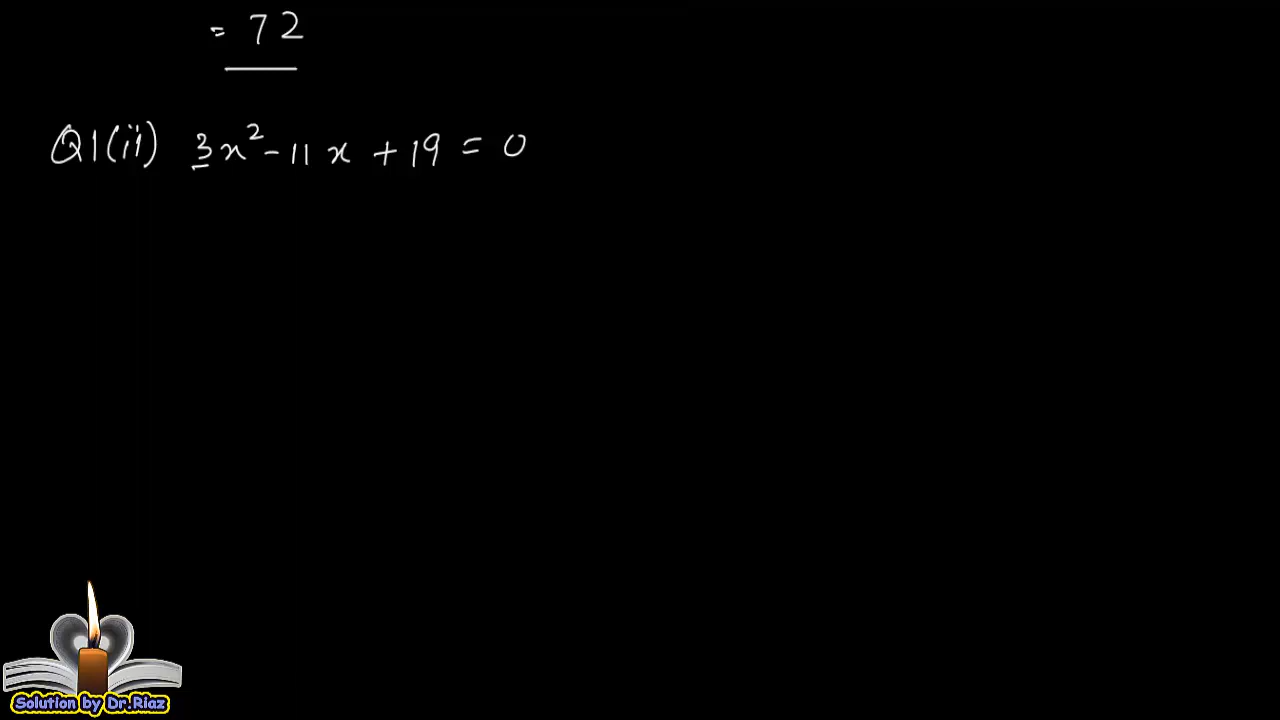 = 72
Q1(ii) 3x² - 11x + 19 = 0
Solution by Dr.Riaz